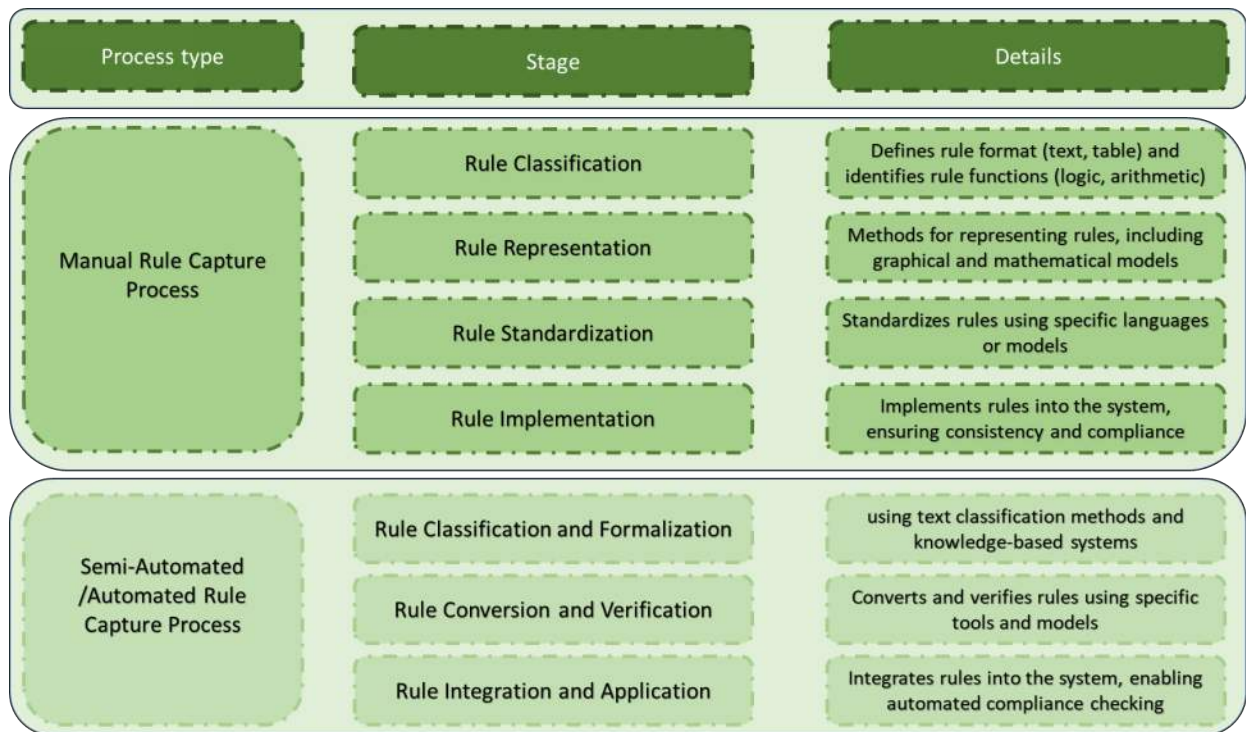 Process type
Stage
Details
Manual Rule Capture
Process
Rule Classification
Defines rule format (text, table) and
identifies rule functions (logic, arithmetic)
Rule Representation
Methods for representing rules, including
graphical and mathematical models
Rule Standardization
Standardizes rules using specific languages
or models
Rule Implementation
Implements rules into the system,
ensuring consistency and compliance
Semi-Automated
/Automated Rule
Capture Process
Rule Classification and Formalization
using text classification methods and
knowledge-based systems
Rule Conversion and Verification
Converts and verifies rules using specific
tools and models
Rule Integration and Application
Integrates rules into the system, enabling
automated compliance checking